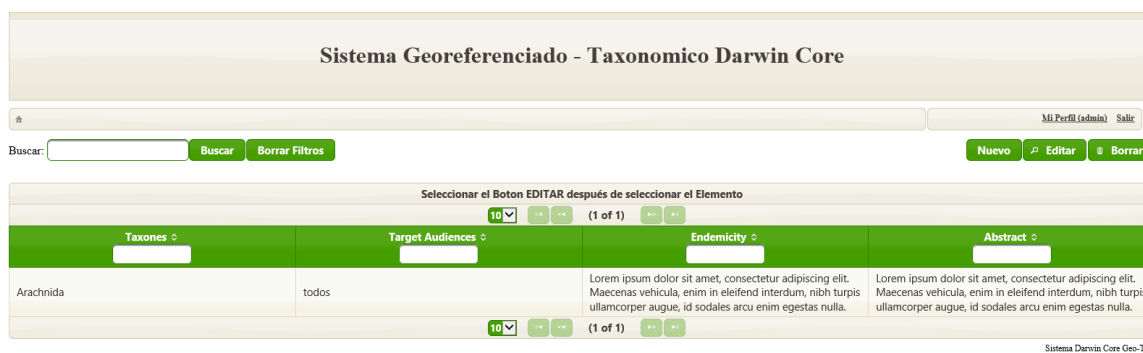 Sistema Georeferenciado - Taxonomico Darwin Core
Mi Perfil (admin) Salir
Buscar: Buscar Borrar Filtros Nuevo Editar Borrar
Seleccionar el Boton EDITAR después de seleccionar el Elemento
10 (1 of 1)
Taxones Target Audiences Endemicity Abstract
Arachnida todos
Lorem ipsum dolor sit amet, consectetur adipiscing elit.
Maecenas vehicula, enim in eleifend interdum, nibh turpis
ullamcorper augue, id sodales arcu enim egestas nulla.
Lorem ipsum dolor sit amet, consectetur adipiscing elit.
Maecenas vehicula, enim in eleifend interdum, nibh turpis
ullamcorper augue, id sodales arcu enim egestas nulla.
10 (1 of 1)
Sistema Darwin Core Geo-T